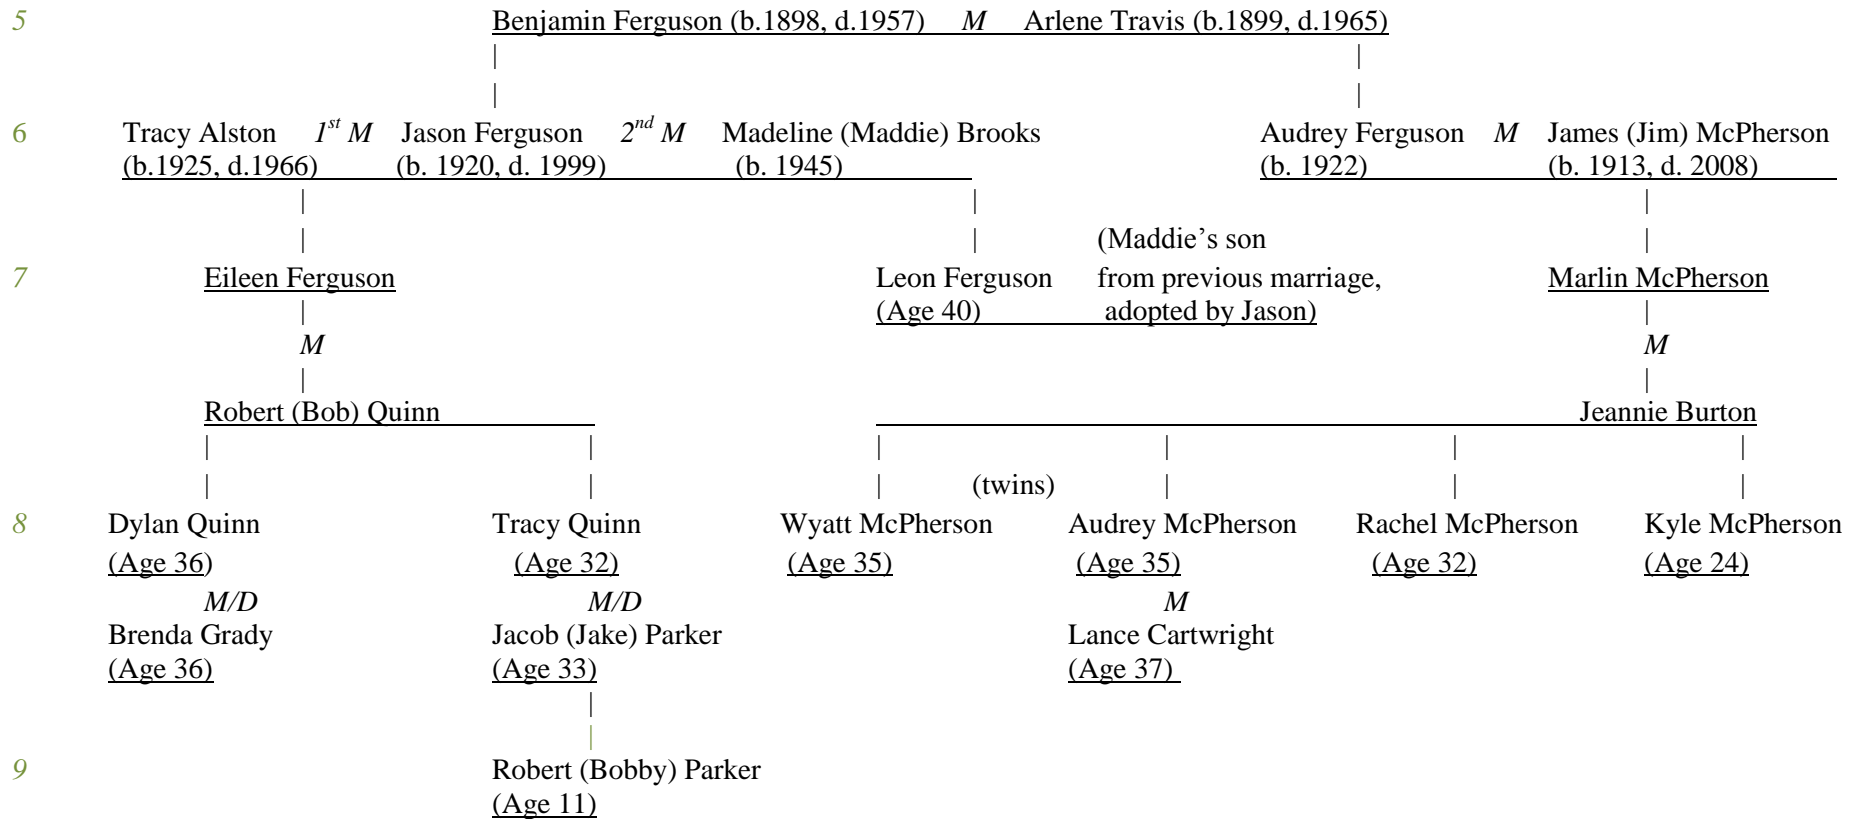 5 Benjamin Ferguson (b.1898, d.1957) M Arlene Travis (b.1899, d.1965)
6 Tracy Alston 1st M Jason Ferguson 2nd M Madeline (Maddie) Brooks Audrey Ferguson M James (Jim) McPherson
(b.1925, d.1966) (b. 1920, d. 1999) (b. 1945) (b. 1922) (b. 1913, d. 2008)
(Maddie's son
7 Eileen Ferguson Leon Ferguson from previous marriage, Marlin McPherson
(Age 40) adopted by Jason)
M M
Robert (Bob) Quinn Jeannie Burton
(twins)
8 Dylan Quinn Tracy Quinn Wyatt McPherson Audrey McPherson Rachel McPherson Kyle McPherson
(Age 36) (Age 32) (Age 35) (Age 35) (Age 32) (Age 24)
M/D M/D M
Brenda Grady Jacob (Jake) Parker Lance Cartwright
(Age 36) (Age 33) (Age 37)
9 Robert (Bobby) Parker
(Age 11)